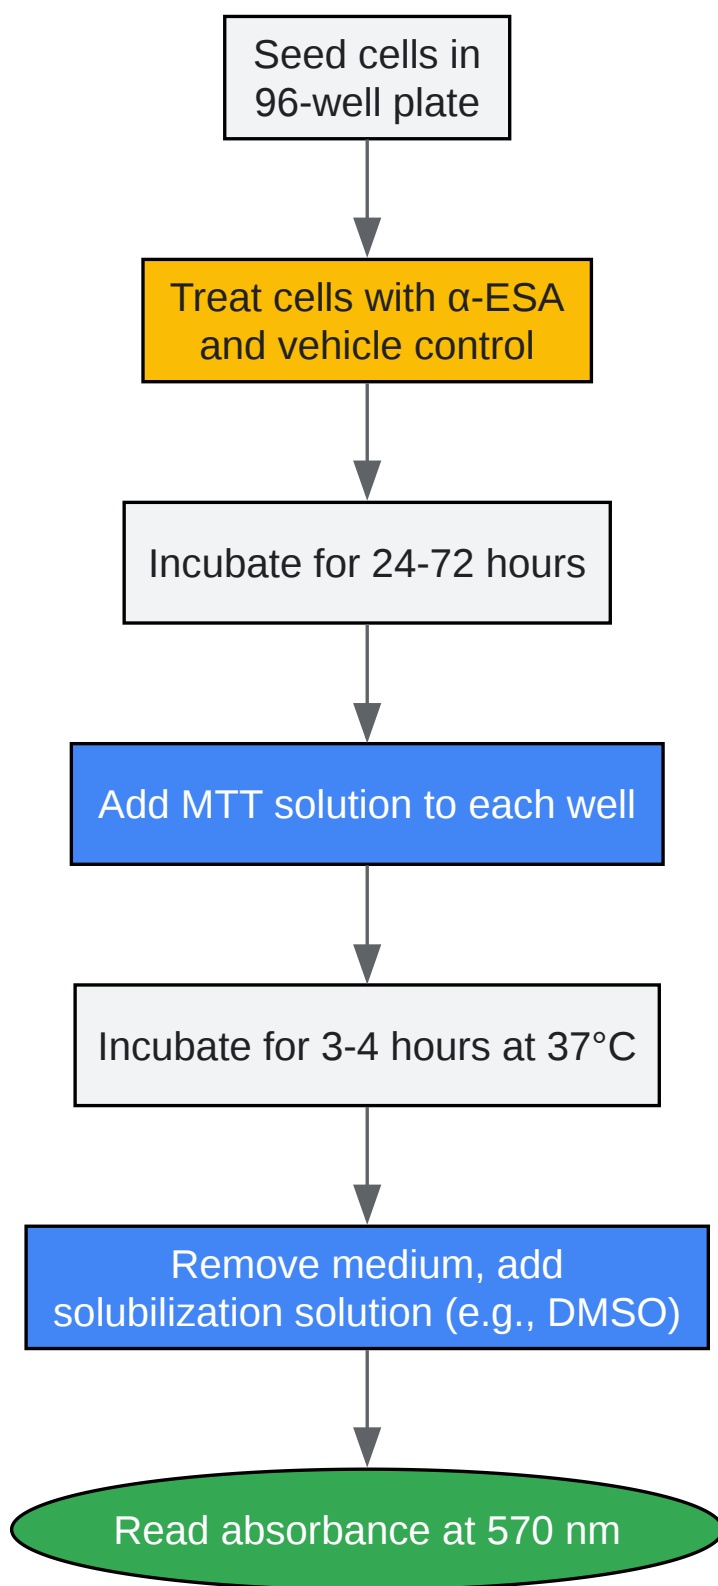 Seed cells in
96-well plate
Treat cells with α-ESA
and vehicle control
Incubate for 24-72 hours
Add MTT solution to each well
Incubate for 3-4 hours at 37°C
Remove medium, add
solubilization solution (e.g., DMSO)
Read absorbance at 570 nm